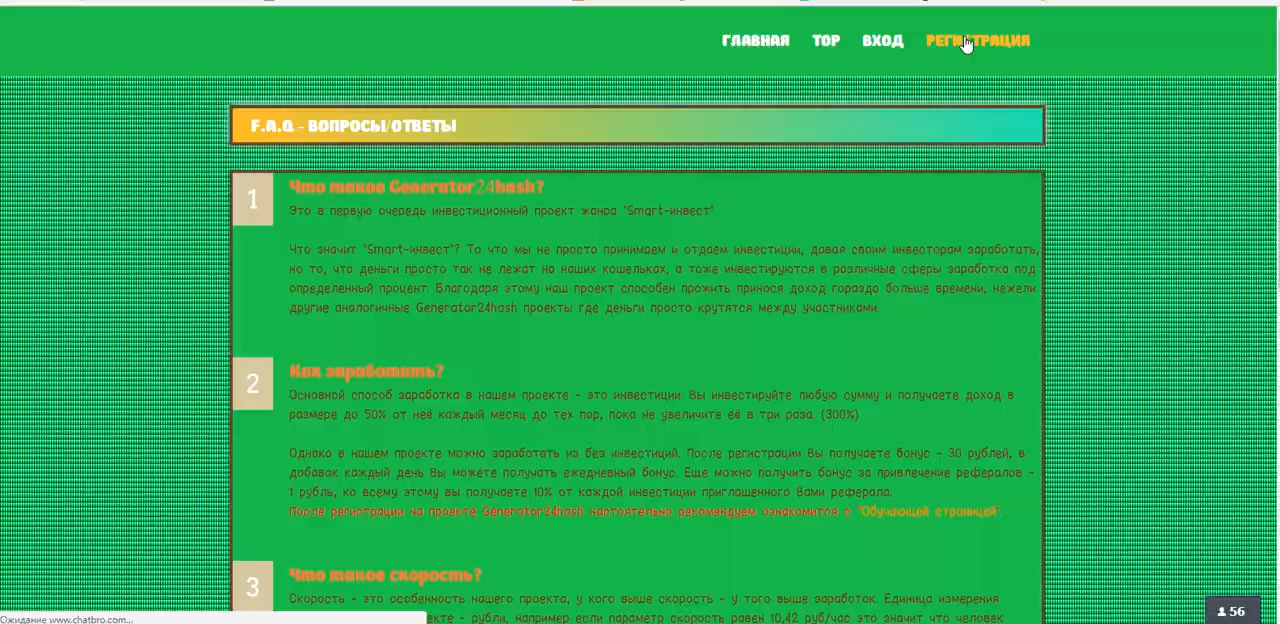 ГЛАВНАЯ TOP ВХОД РЕГИСТРАЦИЯ
F.A.Q - ВОПРОСЫ/ОТВЕТЫ
1
Что такое Generator24hash?
Это в первую очередь инвестиционный проект жанра "Smart-инвест"
Что значит "Smart-инвест"? То что мы не просто принимаем и отдаем инвестиции, давая своим инвесторам заработать,
но то, что деньги просто так не лежат на наших кошельках, а тоже инвестируются в различные сферы заработка под
определенный процент. Благодаря этому наш проект способен прожить принося доход гораздо больше времени, нежели
другие аналогичные Generator24hash проекты где деньги просто крутятся между участниками.
2
Как заработать?
Основной способ заработка в нашем проекте - это инвестиции. Вы инвестируйте любую сумму и получаете доход в
размере до 50% от неё каждый месяц до тех пор, пока не увеличите её в три раза. (300%)
Однако в нашем проекте можно заработать из без инвестиций. После регистрации Вы получаете бонус - 30 рублей, в
добавок каждый день Вы можете получать ежедневный бонус. Еще можно получить бонус за привлечение рефералов -
1 рубль, ко всему этому вы получаете 10% от каждой инвестиции приглашенного Вами реферала.
После регистрации на проекте Generator24hash настоятельно рекомендуем ознакомится с "Обучающей страницей".
3
Что такое скорость?
Скорость - это особенность нашего проекта, у кого выше скорость - у того выше заработок. Единица измерения
екте - рубли, например если параметр скорость равен 10,42 руб/час это значит что человек
Ожидание www.chatbro.com...
56